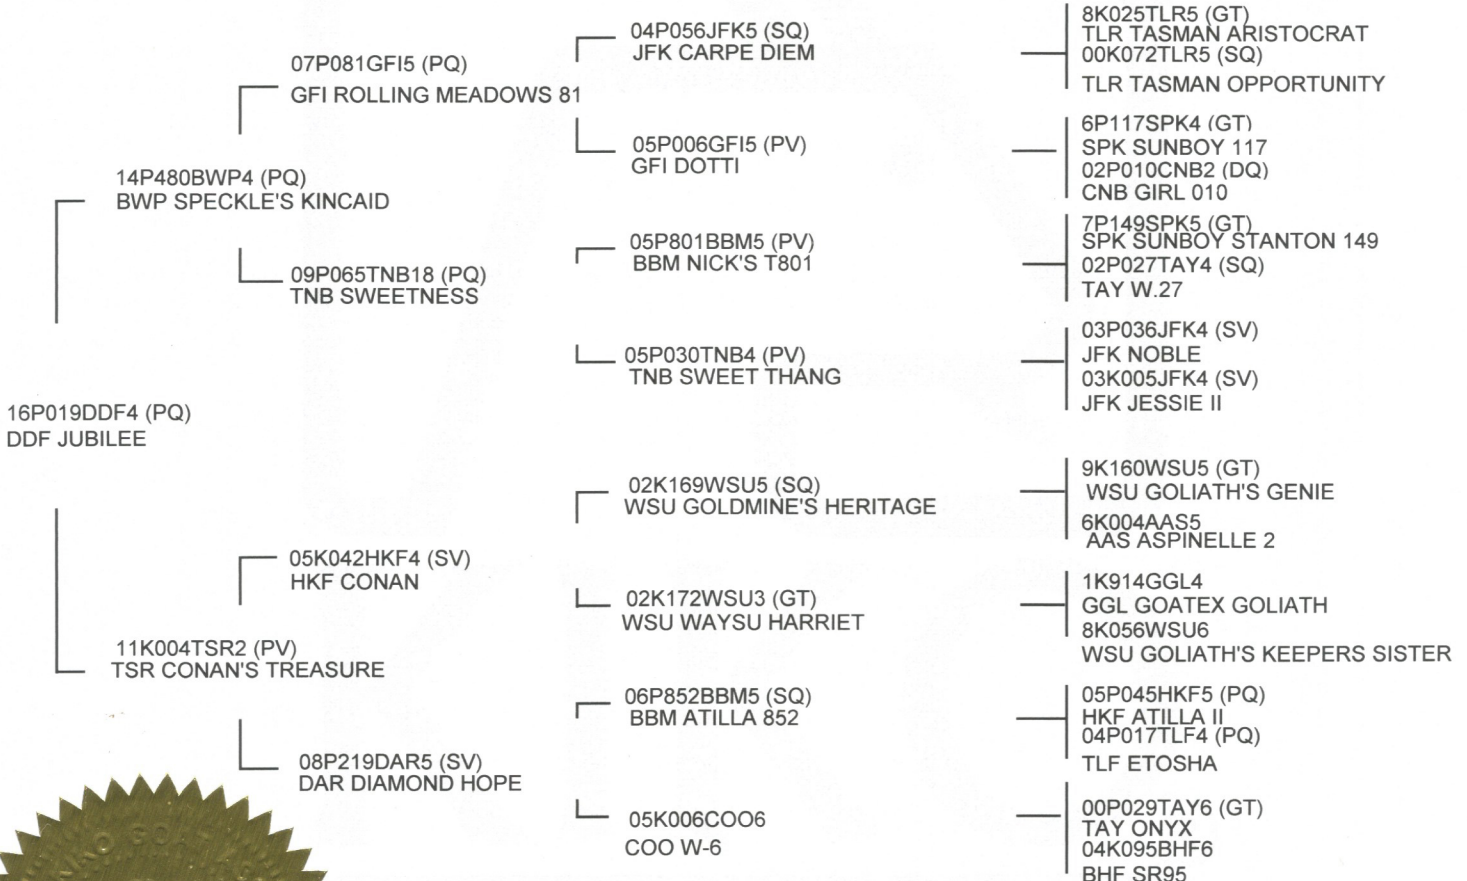 16P019DDF4 (PQ)
DDF JUBILEE
14P480BWP4 (PQ)
BWP SPECKLE'S KINCAID
11K004TSR2 (PV)
TSR CONAN'S TREASURE
07P081GFI5 (PQ)
GFI ROLLING MEADOWS 81
09P065TNB18 (PQ)
TNB SWEETNESS
05K042HKF4 (SV)
HKF CONAN
08P219DAR5 (SV)
DAR DIAMOND HOPE
04P056JFK5 (SQ)
JFK CARPE DIEM
05P006GFI5 (PV)
GFI DOTTI
05P801BBM5 (PV)
BBM NICK'S T801
05P030TNB4 (PV)
TNB SWEET THANG
02K169WSU5 (SQ)
WSU GOLDMINE'S HERITAGE
02K172WSU3 (GT)
WSU WAYSU HARRIET
06P852BBM5 (SQ)
BBM ATILLA 852
05K006COO6
COO W-6
8K025TLR5 (GT)
TLR TASMAN ARISTOCRAT
00K072TLR5 (SQ)
TLR TASMAN OPPORTUNITY
6P117SPK4 (GT)
SPK SUNBOY 117
02P010CNB2 (DQ)
CNB GIRL 010
7P149SPK5 (GT)
SPK SUNBOY STANTON 149
02P027TAY4 (SQ)
TAY W.27
03P036JFK4 (SV)
JFK NOBLE
03K005JFK4 (SV)
JFK JESSIE II
9K160WSU5 (GT)
WSU GOLIATH'S GENIE
6K004AAS5
AAS ASPINELLE 2
1K914GGL4
GGL GOATEX GOLIATH
8K056WSU6
WSU GOLIATH'S KEEPERS SISTER
05P045HKF5 (PQ)
HKF ATILLA II
04P017TLF4 (PQ)
TLF ETOSHA
00P029TAY6 (GT)
TAY ONYX
04K095BHF6
BHF SR95